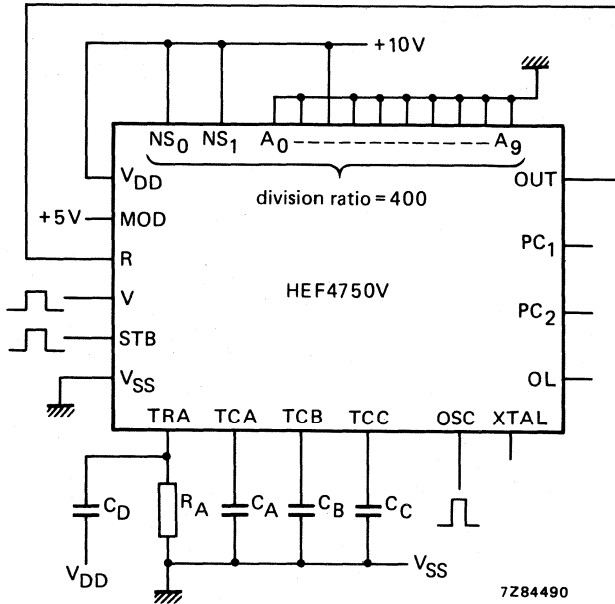 +10V
NS0 NS1 A0 A9
VDD
division ratio = 400
OUT
+5V MOD
R
PC1
HEF4750V
V
PC2
STB
VSS
OL
TRA TCA TCB TCC OSC XTAL
CD RA CA CB CC
VDD
VSS
7Z84490